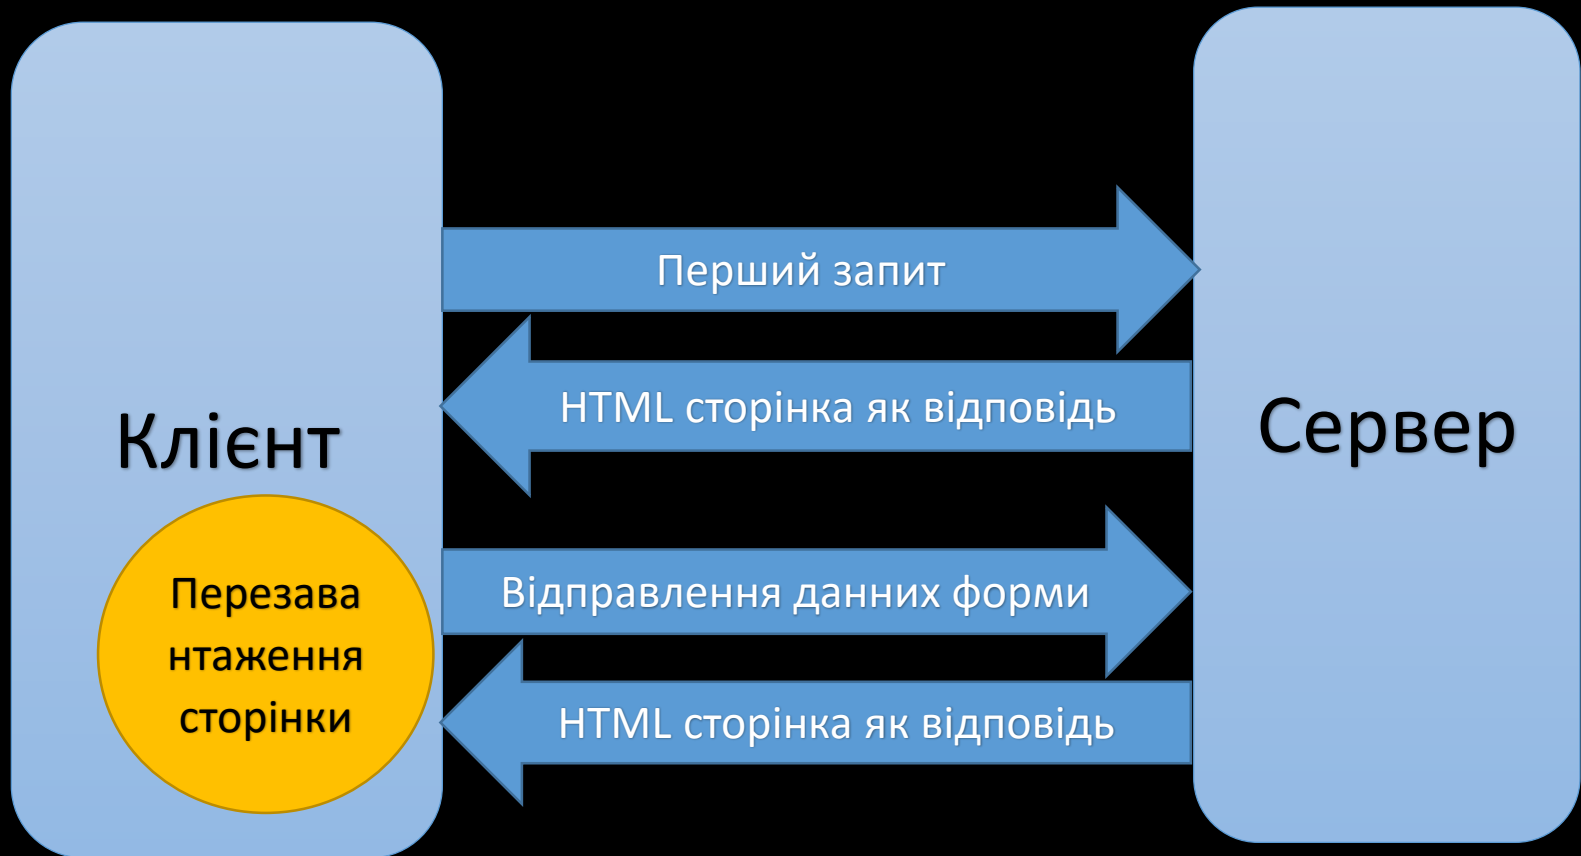 Перший запит
HTML сторінка як відповідь
Клієнт
Сервер
Перезава
нтаження
сторінки
Відправлення данних форми
HTML сторінка як відповідь